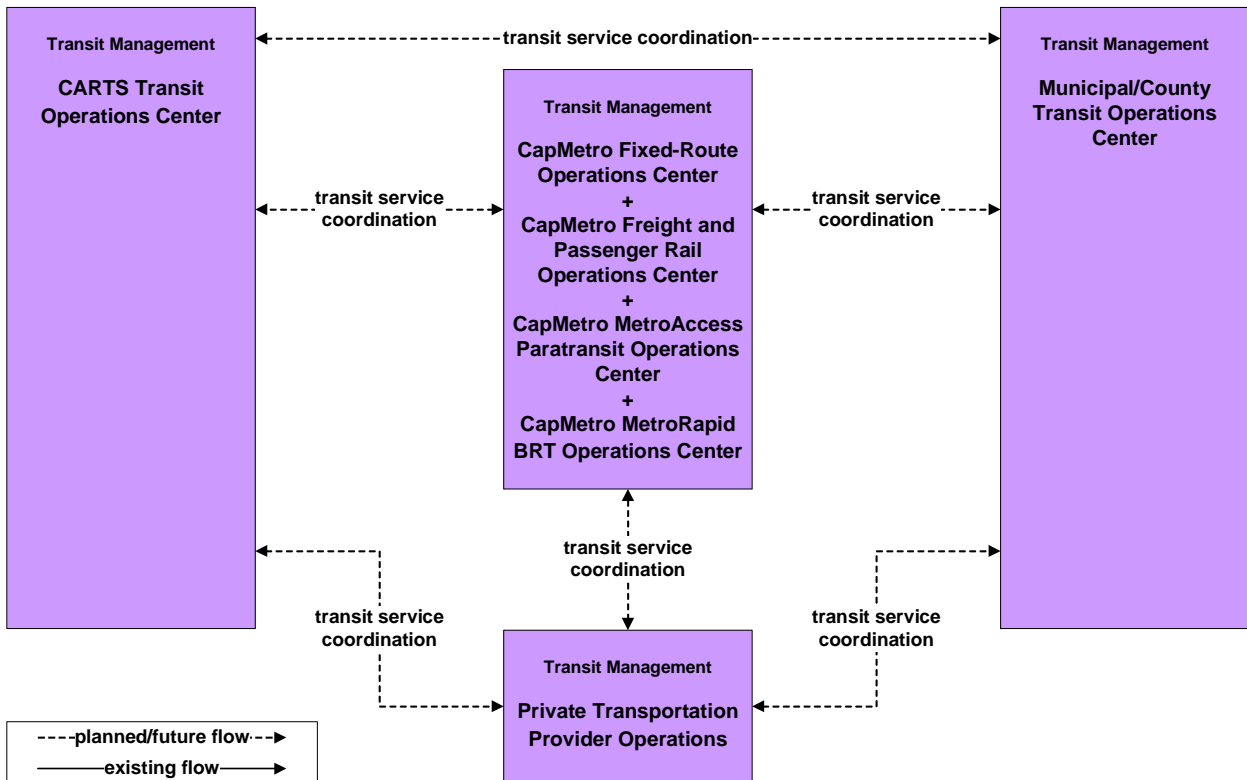 Transit Management
CARTS Transit
Operations Center
transit service coordination
Transit Management
Municipal/County
Transit Operations
Center
Transit Management
CapMetro Fixed-Route
Operations Center
+
CapMetro Freight and
Passenger Rail
Operations Center
+
CapMetro MetroAccess
Paratransit Operations
Center
+
CapMetro MetroRapid
BRT Operations Center
transit service
coordination
transit service
coordination
transit service
coordination
transit service
coordination
transit service
coordination
Transit Management
Private Transportation
Provider Operations
planned/future flow
existing flow